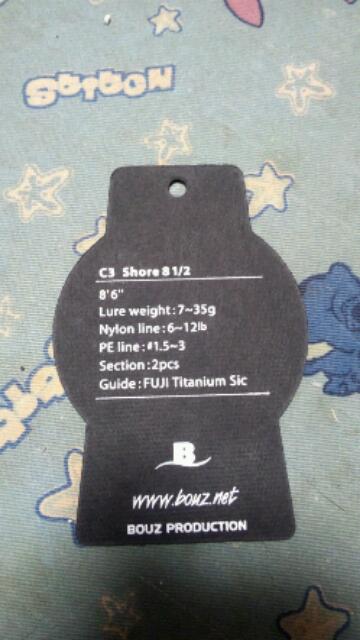 C3 Shore 8 1/2
8'6"
Lure weight:7~35g
Nylon line:6~12lb
PE line:#1.5~3
Section:2pcs
Guide:FUJI Titanium Sic
B
www.bouz.net
BOUZ PRODUCTION